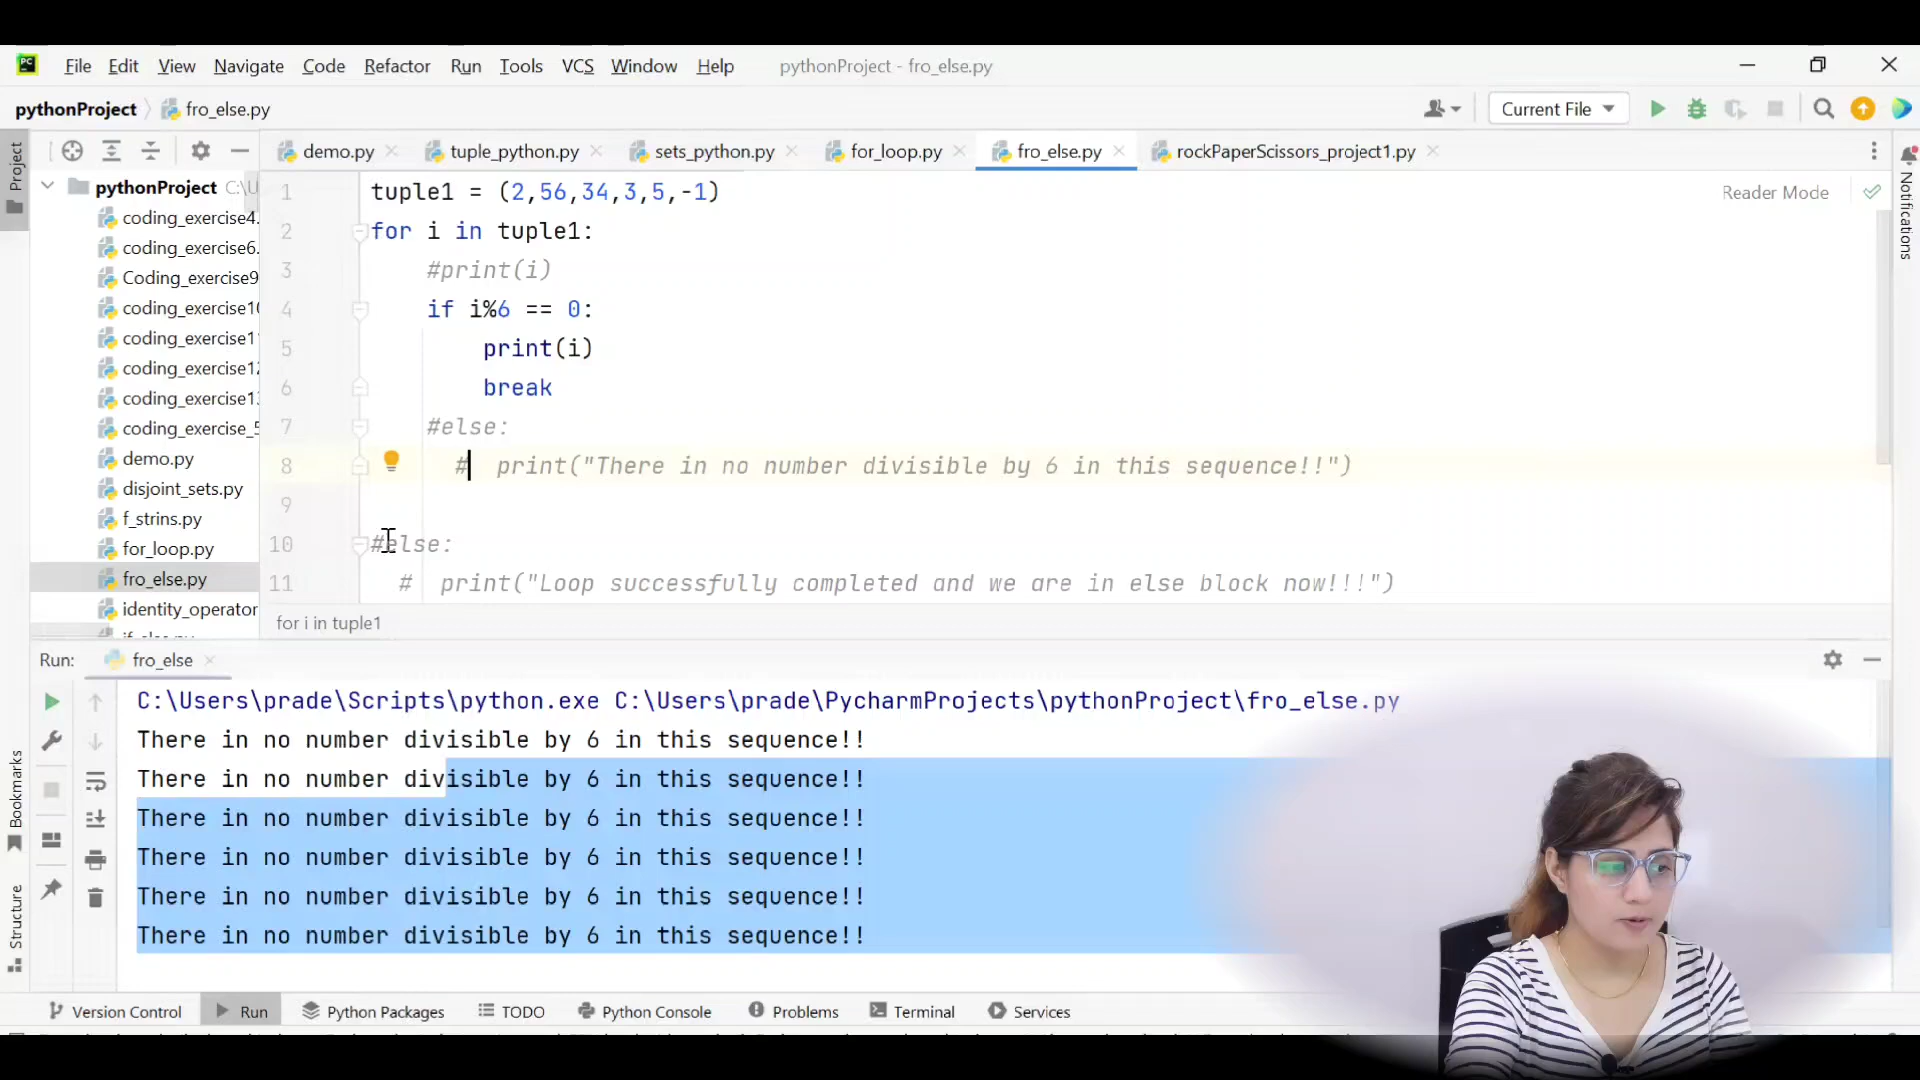 PC File Edit View Navigate Code Refactor Run Tools VCS Window Help pythonProject - fro_else.py
pythonProject fro_else.py Current File
demo.py tuple_python.py sets_python.py for_loop.py fro_else.py rockPaperScissors_project1.py
Project
pythonProject C:\U
coding_exercise4.
coding_exercise6.
Coding_exercise9
coding_exercise10
coding_exercise11
coding_exercise12
coding_exercise13
coding_exercise_5
demo.py
disjoint_sets.py
f_strins.py
for_loop.py
fro_else.py
identity_operator
if_else.py
Reader Mode
Notifications
1 tuple1 = (2,56,34,3,5,-1)
2 for i in tuple1:
3 #print(i)
4 if i%6 == 0:
5 print(i)
6 break
7 #else:
8 # print("There in no number divisible by 6 in this sequence!!")
9
10 #else:
11 # print("Loop successfully completed and we are in else block now!!!")
for i in tuple1
Run: fro_else
C:\Users\prade\Scripts\python.exe C:\Users\prade\PycharmProjects\pythonProject\fro_else.py
There in no number divisible by 6 in this sequence!!
There in no number divisible by 6 in this sequence!!
There in no number divisible by 6 in this sequence!!
There in no number divisible by 6 in this sequence!!
There in no number divisible by 6 in this sequence!!
There in no number divisible by 6 in this sequence!!
Bookmarks
Structure
Version Control Run Python Packages TODO Python Console Problems Terminal Services